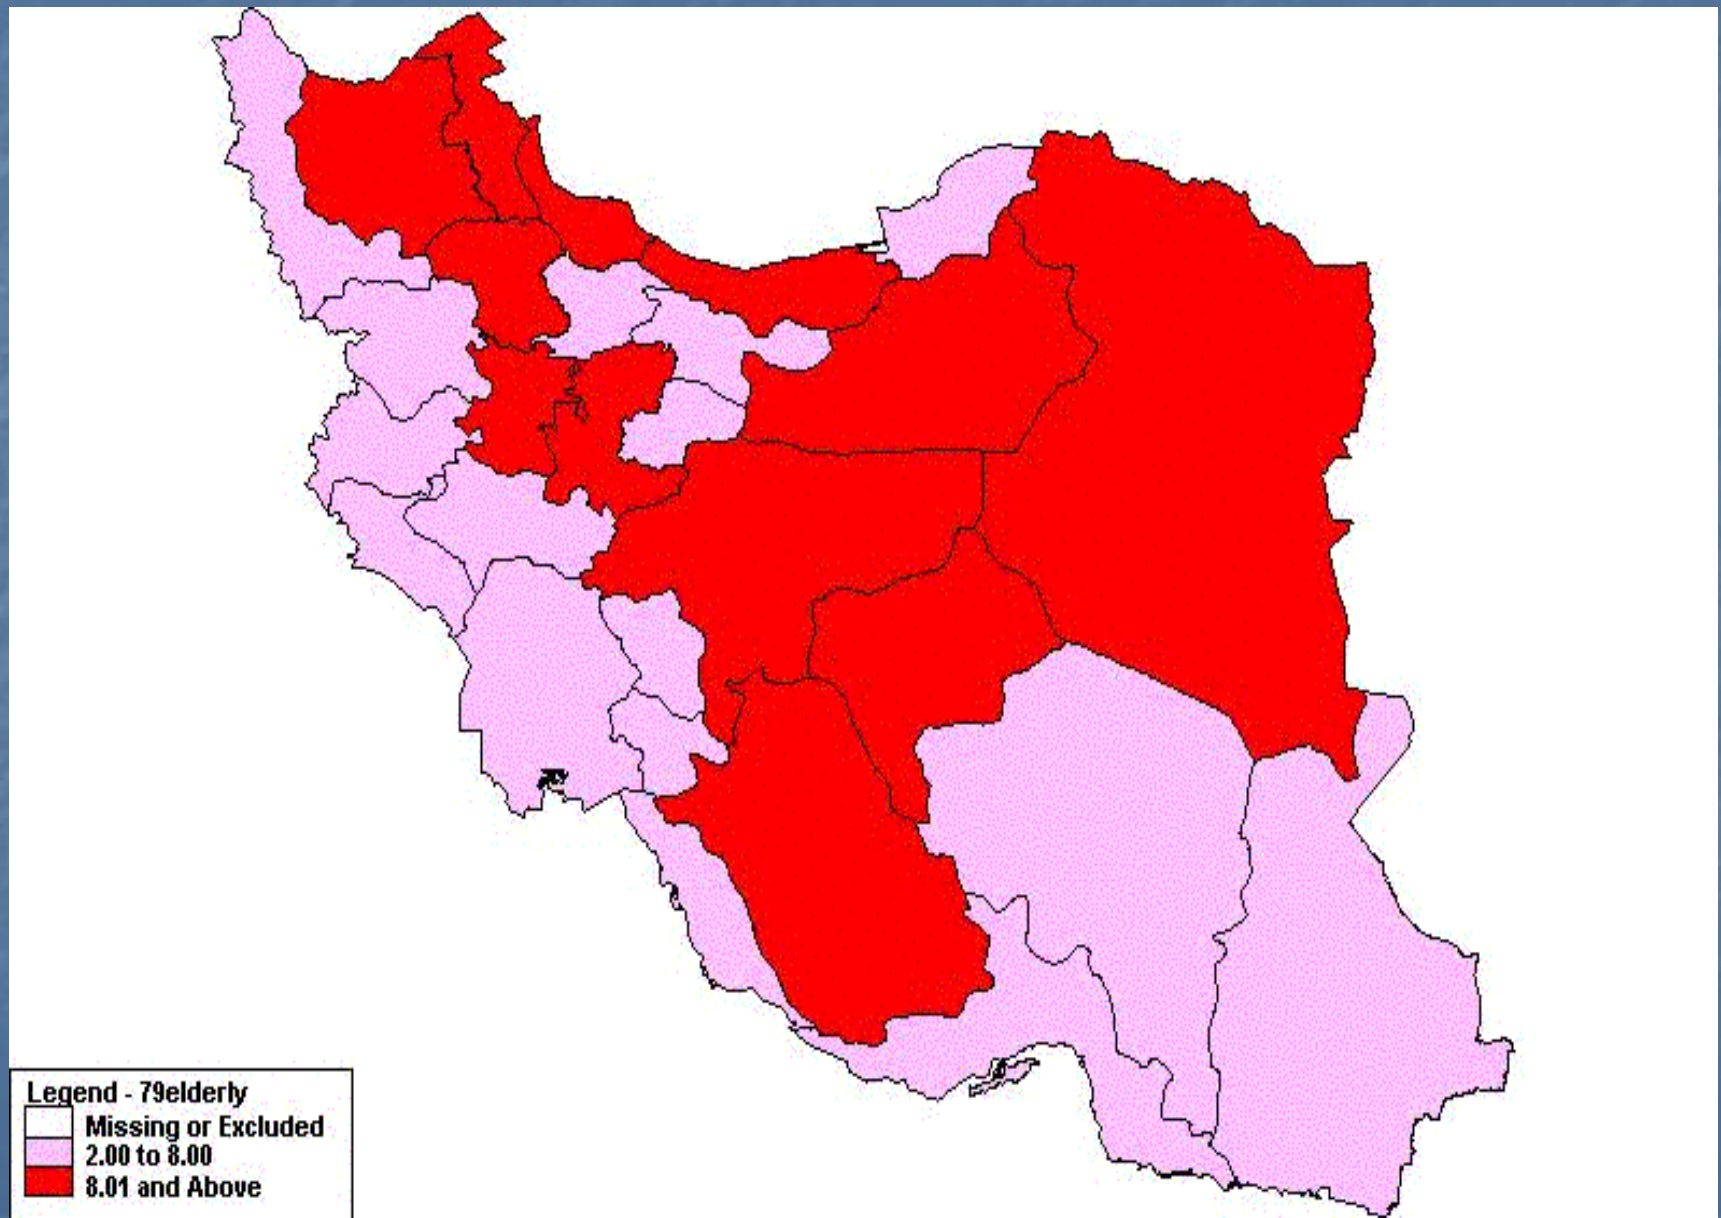 Legend - 79elderly
Missing or Excluded
2.00 to 8.00
8.01 and Above